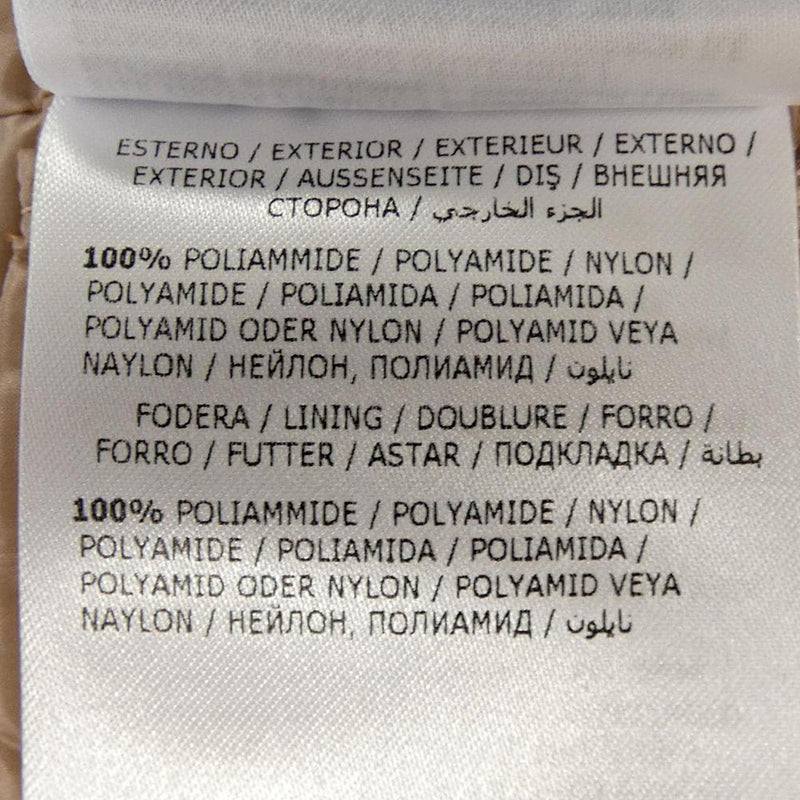 ESTERNO / EXTERIOR / EXTERIEUR / EXTERNO /
EXTERIOR / AUSSENSEITE / DIŞ / ВНЕШНЯЯ
СТОРОНА / الجزء الخارجي
100% POLIAMMIDE / POLYAMIDE / NYLON /
POLYAMIDE / POLIAMIDA / POLIAMIDA /
POLYAMID ODER NYLON / POLYAMID VEYA
NAYLON / НЕЙЛОН, ПОЛИАМИД / نايلون
FODERA / LINING / DOUBLURE / FORRO /
FORRO / FUTTER / ASTAR / ПОДКЛАДКА / بطانة
100% POLIAMMIDE / POLYAMIDE / NYLON /
POLYAMIDE / POLIAMIDA / POLIAMIDA /
POLYAMID ODER NYLON / POLYAMID VEYA
NAYLON / НЕЙЛОН, ПОЛИАМИД / نايلون